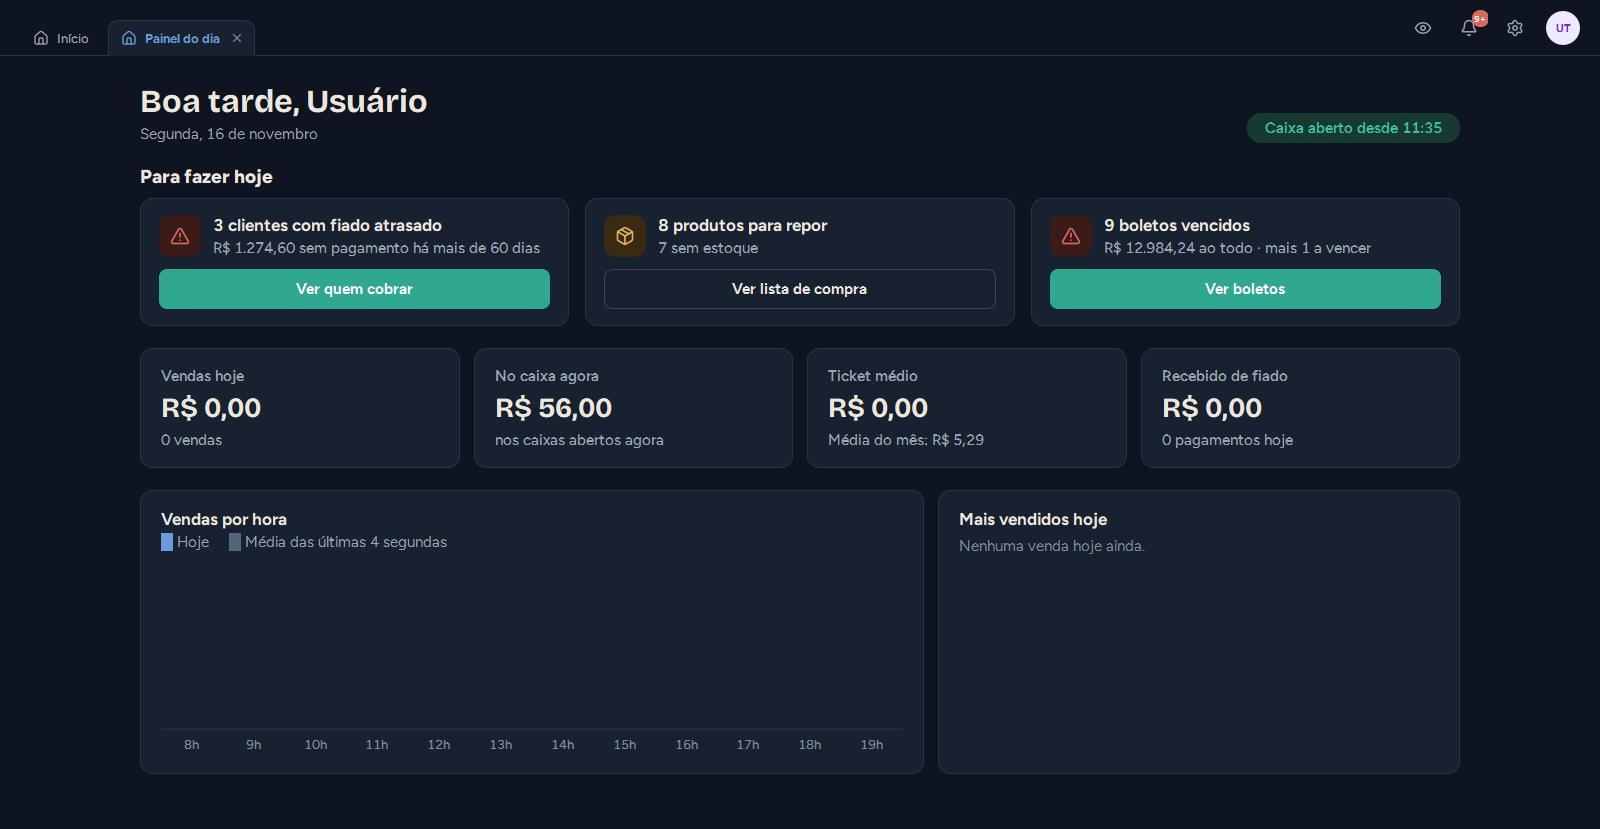 Início
Painel do dia
9+
UT
Boa tarde, Usuário
Segunda, 16 de novembro
Caixa aberto desde 11:35
Para fazer hoje
3 clientes com fiado atrasado
R$ 1.274,60 sem pagamento há mais de 60 dias
Ver quem cobrar
8 produtos para repor
7 sem estoque
Ver lista de compra
9 boletos vencidos
R$ 12.984,24 ao todo · mais 1 a vencer
Ver boletos
Vendas hoje
R$ 0,00
0 vendas
No caixa agora
R$ 56,00
nos caixas abertos agora
Ticket médio
R$ 0,00
Média do mês: R$ 5,29
Recebido de fiado
R$ 0,00
0 pagamentos hoje
Vendas por hora
Hoje Média das últimas 4 segundas
8h 9h 10h 11h 12h 13h 14h 15h 16h 17h 18h 19h
Mais vendidos hoje
Nenhuma venda hoje ainda.